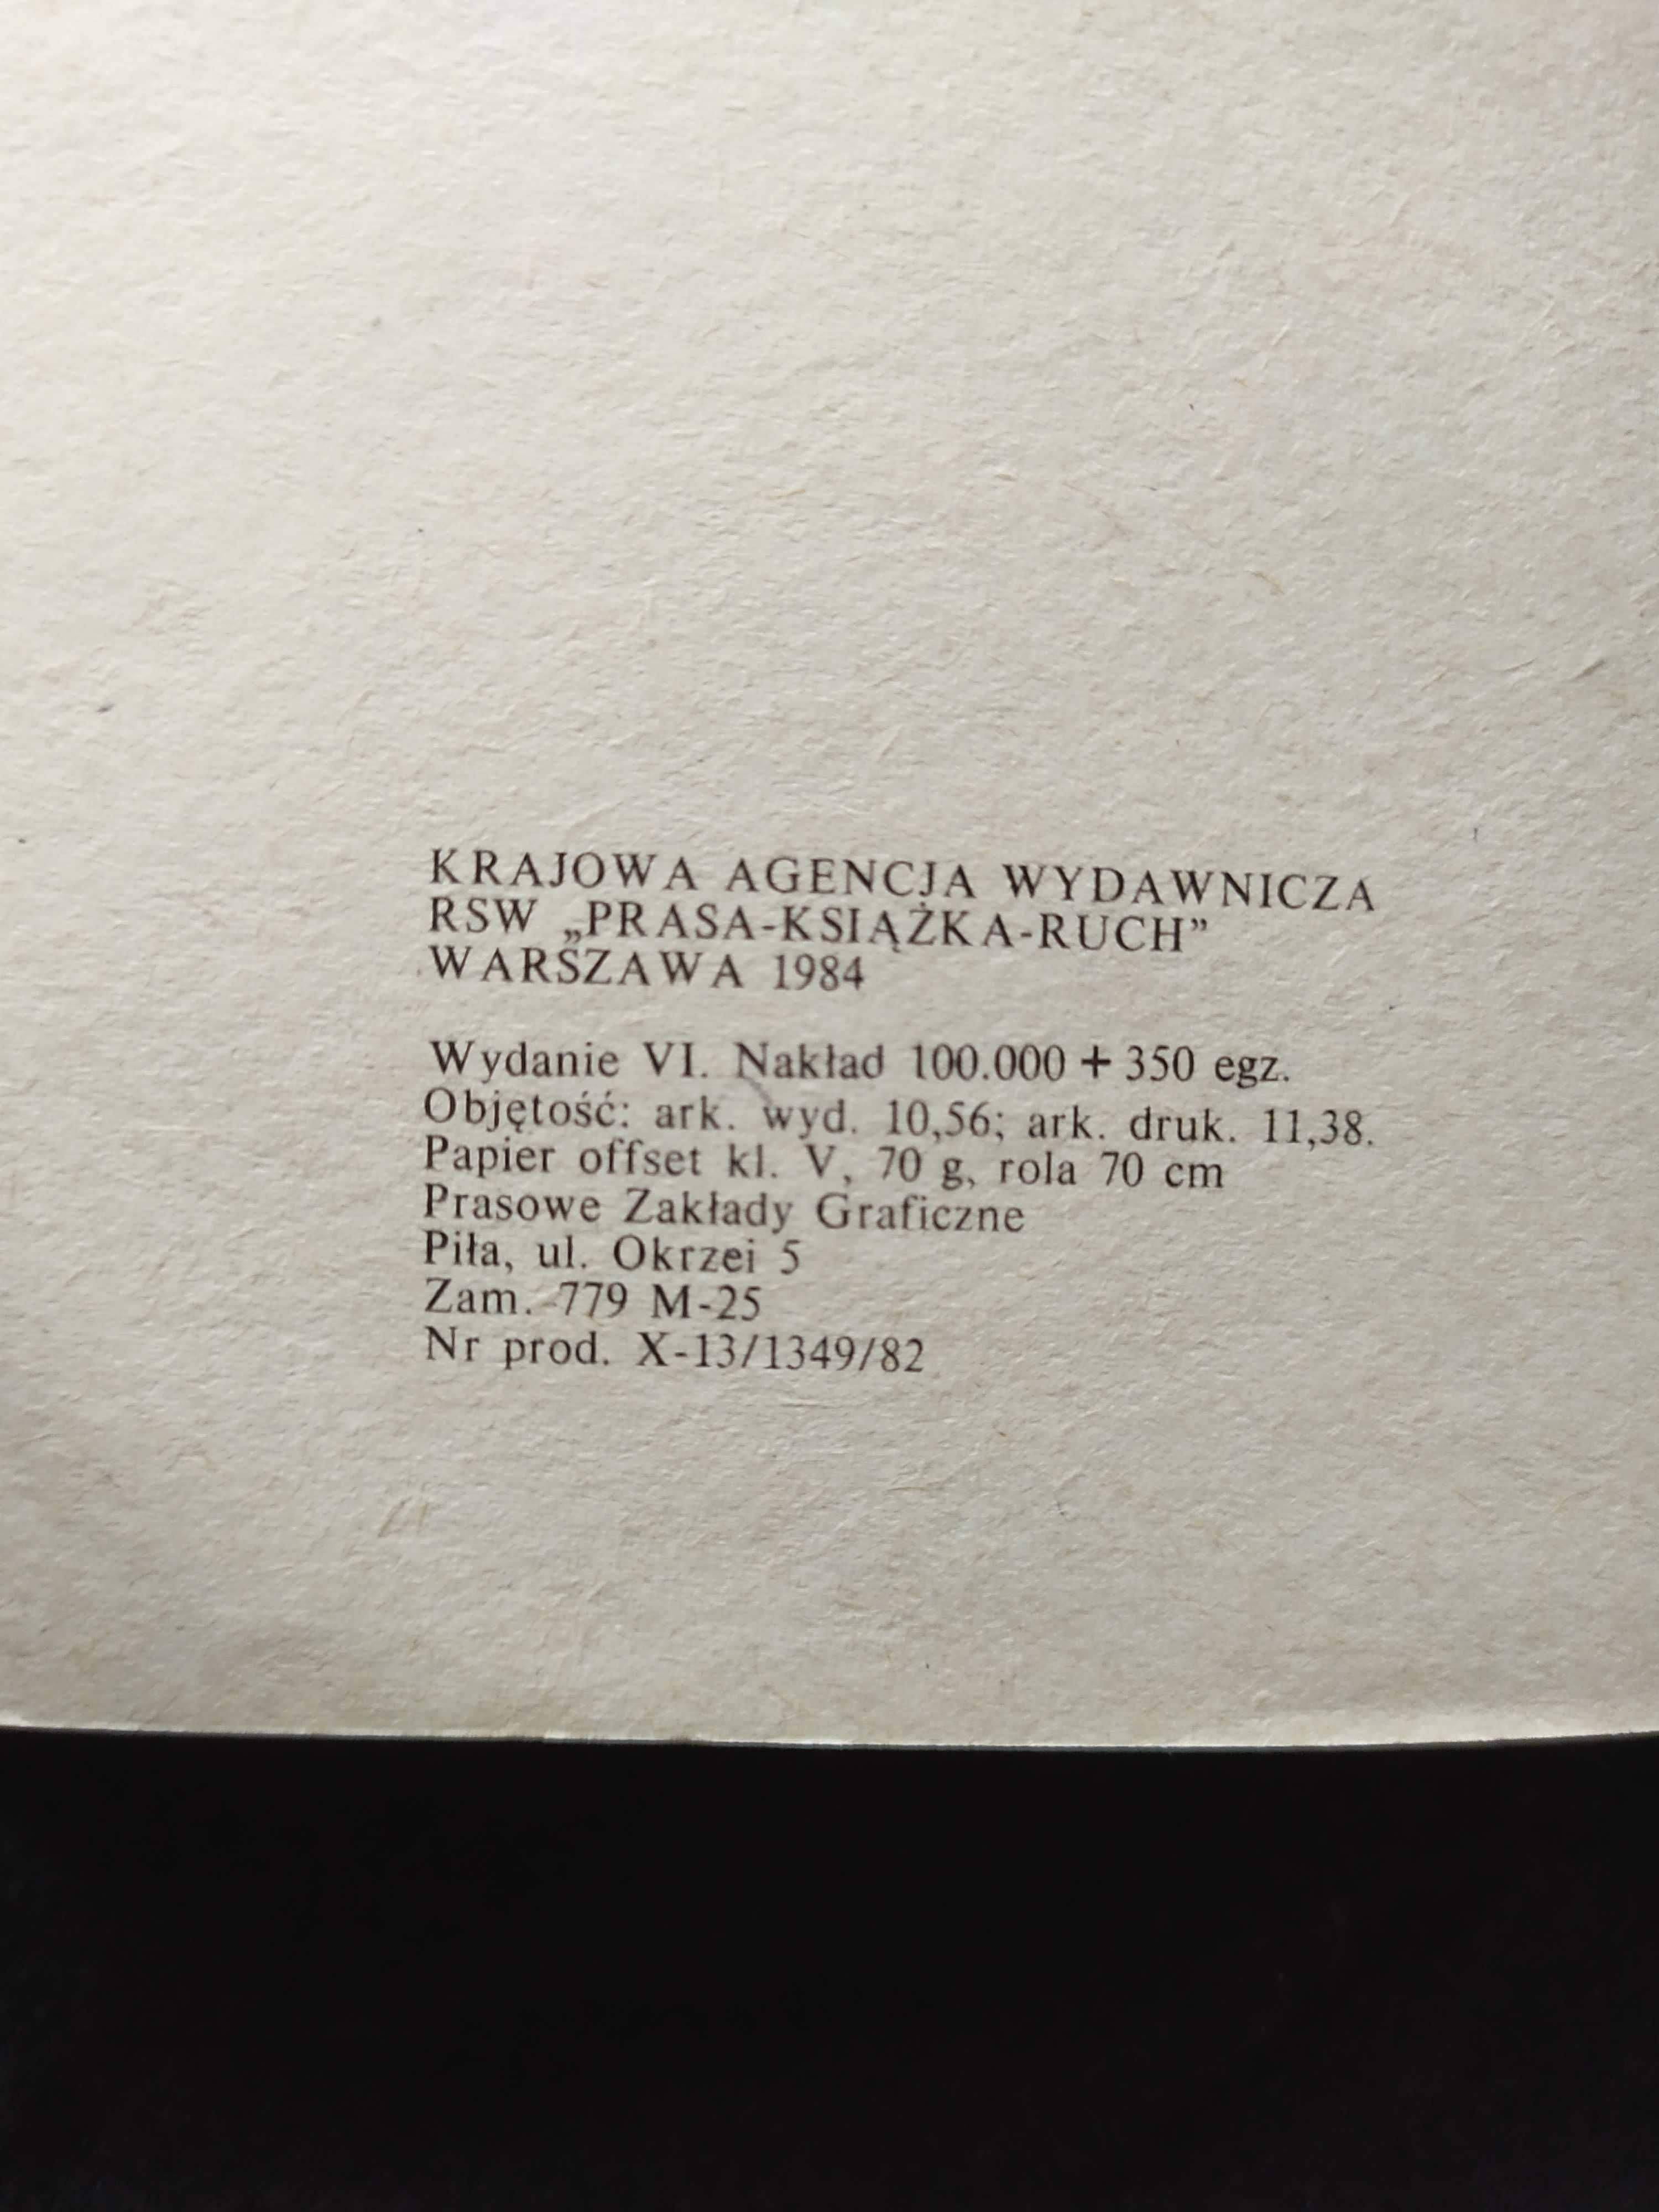 KRAJOWA AGENCJA WYDAWNICZA
RSW „PRASA-KSIĄŻKA-RUCH”
WARSZAWA 1984
Wydanie VI. Nakład 100.000 + 350 egz.
Objętość: ark. wyd. 10,56; ark. druk. 11,38.
Papier offset kl. V, 70 g, rola 70 cm
Prasowe Zakłady Graficzne
Piła, ul. Okrzei 5
Zam. 779 M-25
Nr prod. X-13/1349/82